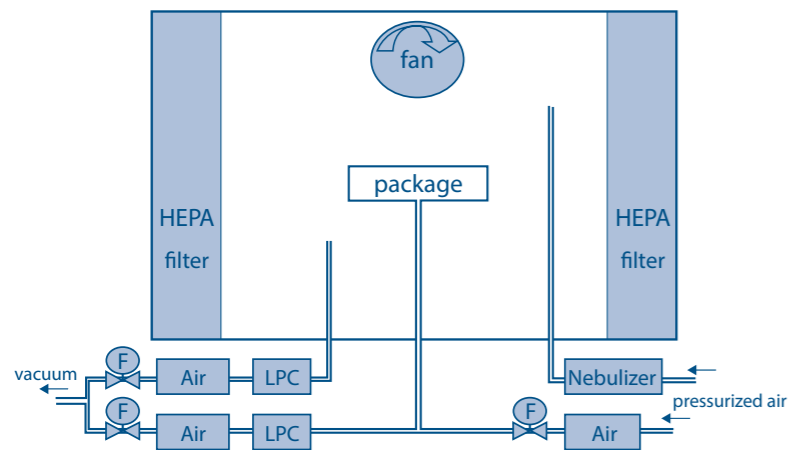 fan
package
HEPA
filter
HEPA
filter
F
vacuum
Air
LPC
Nebulizer
F
Air
LPC
F
Air
pressurized air